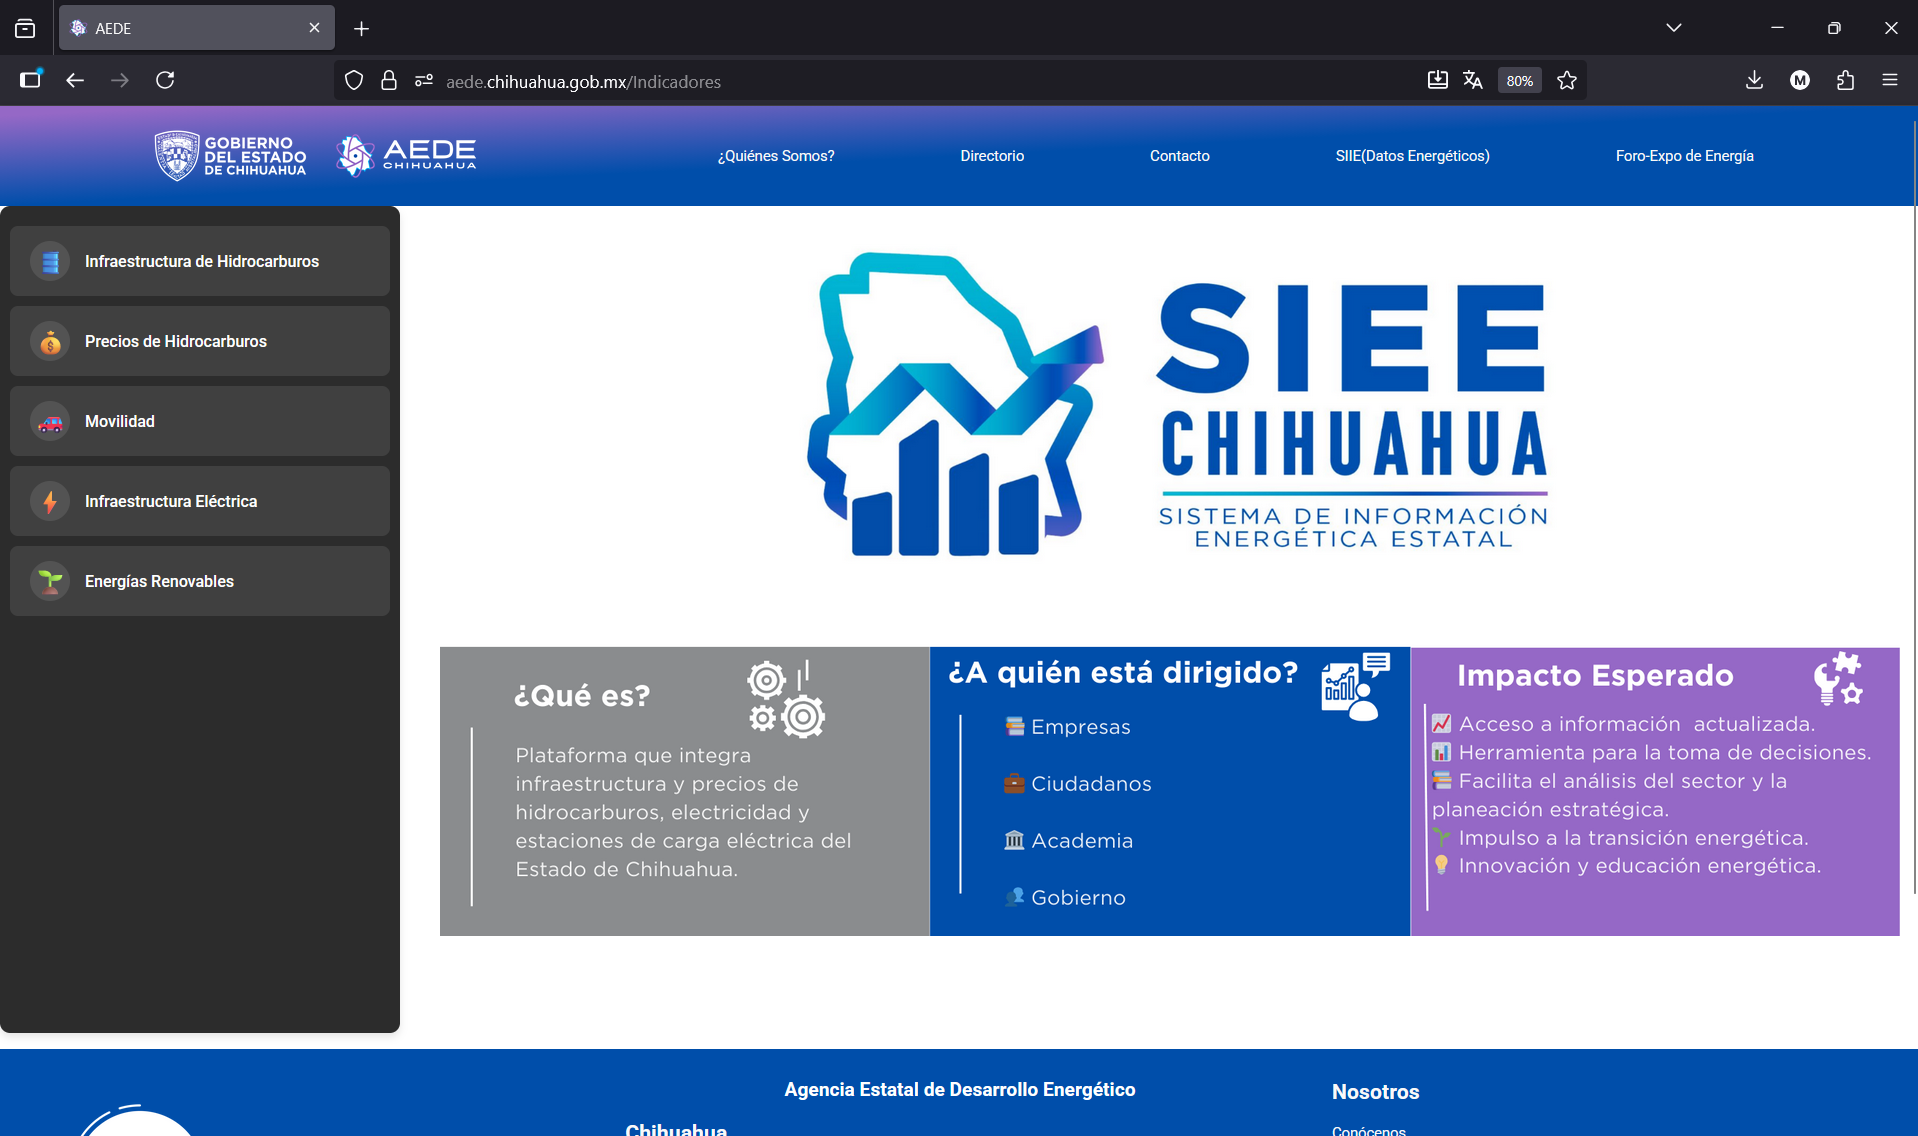 AEDE
aede.chihuahua.gob.mx/Indicadores
80%
M
GOBIERNO
DEL ESTADO
DE CHIHUAHUA
AEDE
CHIHUAHUA
¿Quiénes Somos?
Directorio
Contacto
SIIE(Datos Energéticos)
Foro-Expo de Energía
Infraestructura de Hidrocarburos
Precios de Hidrocarburos
Movilidad
Infraestructura Eléctrica
Energías Renovables
SIEE
CHIHUAHUA
SISTEMA DE INFORMACIÓN
ENERGÉTICA ESTATAL
¿Qué es?
Plataforma que integra
infraestructura y precios de
hidrocarburos, electricidad y
estaciones de carga eléctrica del
Estado de Chihuahua.
¿A quién está dirigido?
Empresas
Ciudadanos
Academia
Gobierno
Impacto Esperado
Acceso a información actualizada.
Herramienta para la toma de decisiones.
Facilita el análisis del sector y la
planeación estratégica.
Impulso a la transición energética.
Innovación y educación energética.
Agencia Estatal de Desarrollo Energético
Chihuahua
Nosotros
Conócenos